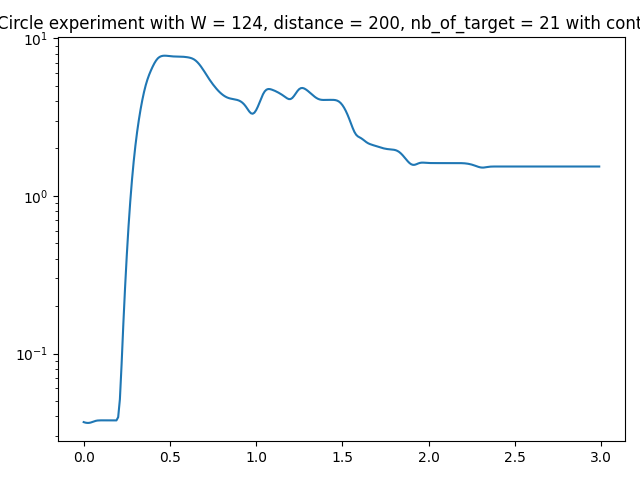 Circle experiment with W = 124, distance = 200, nb_of_target = 21 with cont
10¹
10⁰
10⁻¹
0.0 0.5 1.0 1.5 2.0 2.5 3.0